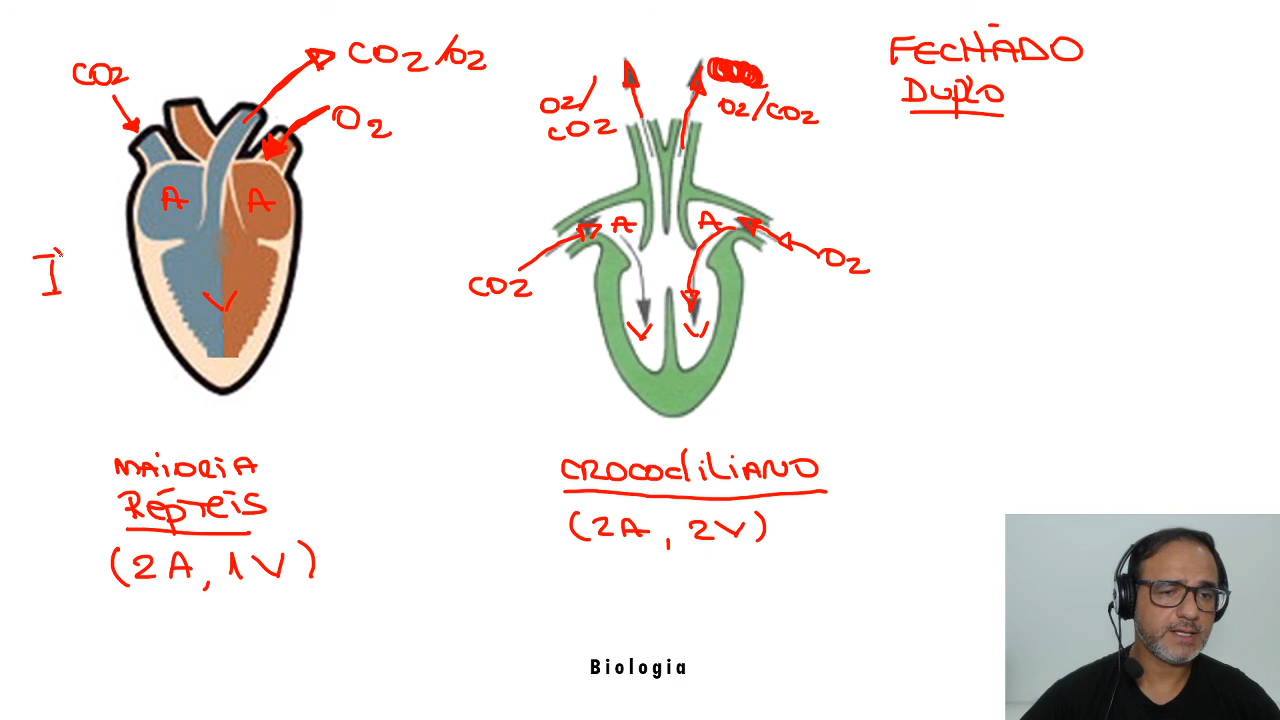 CO2
CO2/O2
O2
A
A
V
I
MAIORIA
RÉPTEIS
(2A, 1V)
O2/
CO2
O2/CO2
A
A
CO2
O2
V
V
CROCODILIANO
(2A, 2V)
FECHADO
DUPLO
Biologia